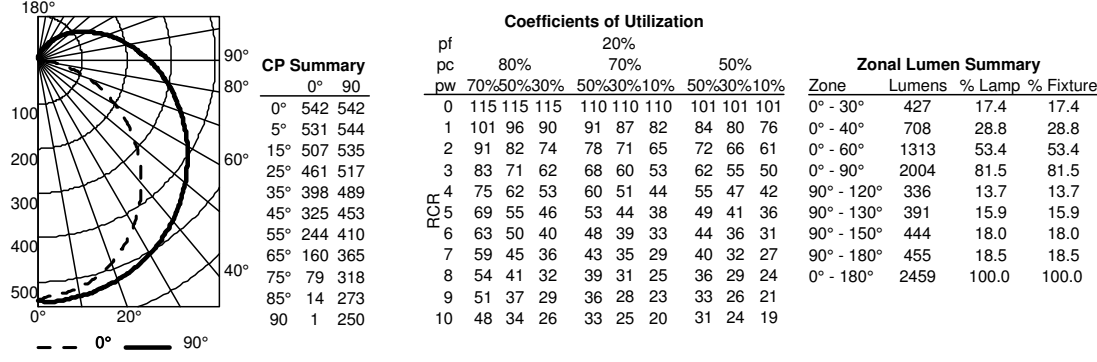 180°
90°
80°
60°
40°
100
200
300
400
500
0° 20°
0° 90°
CP Summary
0° 90
0° 542 542
5° 531 544
15° 507 535
25° 461 517
35° 398 489
45° 325 453
55° 244 410
65° 160 365
75° 79 318
85° 14 273
90 1 250
Coefficients of Utilization
pf 20%
pc 80% 70% 50%
pw 70%50%30% 50%30%10% 50%30%10%
RCR
0 115 115 115 110 110 110 101 101 101
1 101 96 90 91 87 82 84 80 76
2 91 82 74 78 71 65 72 66 61
3 83 71 62 68 60 53 62 55 50
4 75 62 53 60 51 44 55 47 42
5 69 55 46 53 44 38 49 41 36
6 63 50 40 48 39 33 44 36 31
7 59 45 36 43 35 29 40 32 27
8 54 41 32 39 31 25 36 29 24
9 51 37 29 36 28 23 33 26 21
10 48 34 26 33 25 20 31 24 19
Zonal Lumen Summary
Zone Lumens % Lamp % Fixture
0° - 30° 427 17.4 17.4
0° - 40° 708 28.8 28.8
0° - 60° 1313 53.4 53.4
0° - 90° 2004 81.5 81.5
90° - 120° 336 13.7 13.7
90° - 130° 391 15.9 15.9
90° - 150° 444 18.0 18.0
90° - 180° 455 18.5 18.5
0° - 180° 2459 100.0 100.0